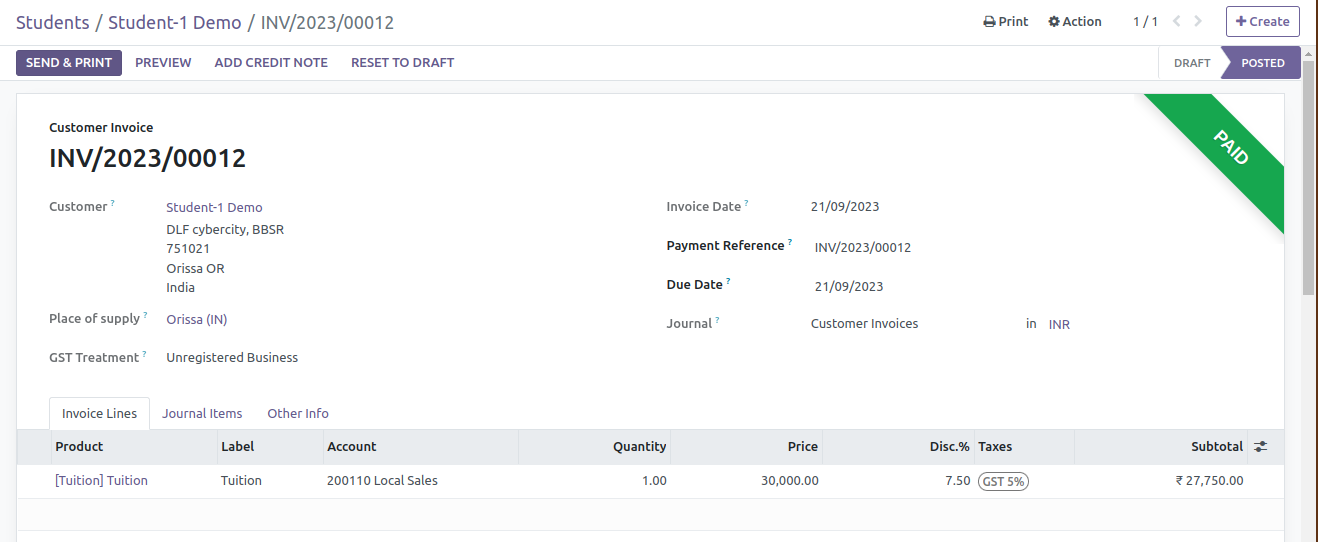 Students / Student-1 Demo / INV/2023/00012 Print Action 1 / 1 Create
SEND & PRINT PREVIEW ADD CREDIT NOTE RESET TO DRAFT DRAFT POSTED
PAID
Customer Invoice
INV/2023/00012
Customer ? Student-1 Demo
DLF cybercity, BBSR
751021
Orissa OR
India
Place of supply ? Orissa (IN)
GST Treatment ? Unregistered Business
Invoice Date ? 21/09/2023
Payment Reference ? INV/2023/00012
Due Date ? 21/09/2023
Journal ? Customer Invoices in INR
Invoice Lines Journal Items Other Info
Product Label Account Quantity Price Disc.% Taxes Subtotal
[Tuition] Tuition Tuition 200110 Local Sales 1.00 30,000.00 7.50 GST 5% ₹ 27,750.00